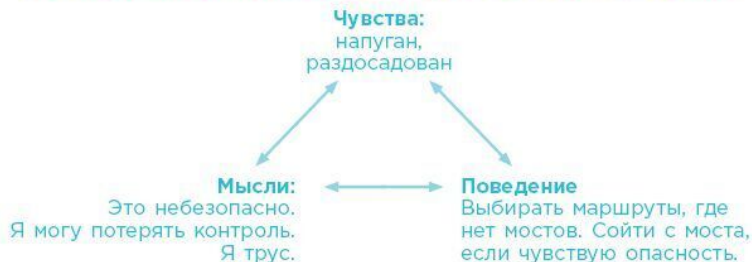 Чувства:
напуган,
раздосадован
Мысли:
Это небезопасно.
Я могу потерять контроль.
Я трус.
Поведение
Выбирать маршруты, где
нет мостов. Сойти с моста,
если чувствую опасность.